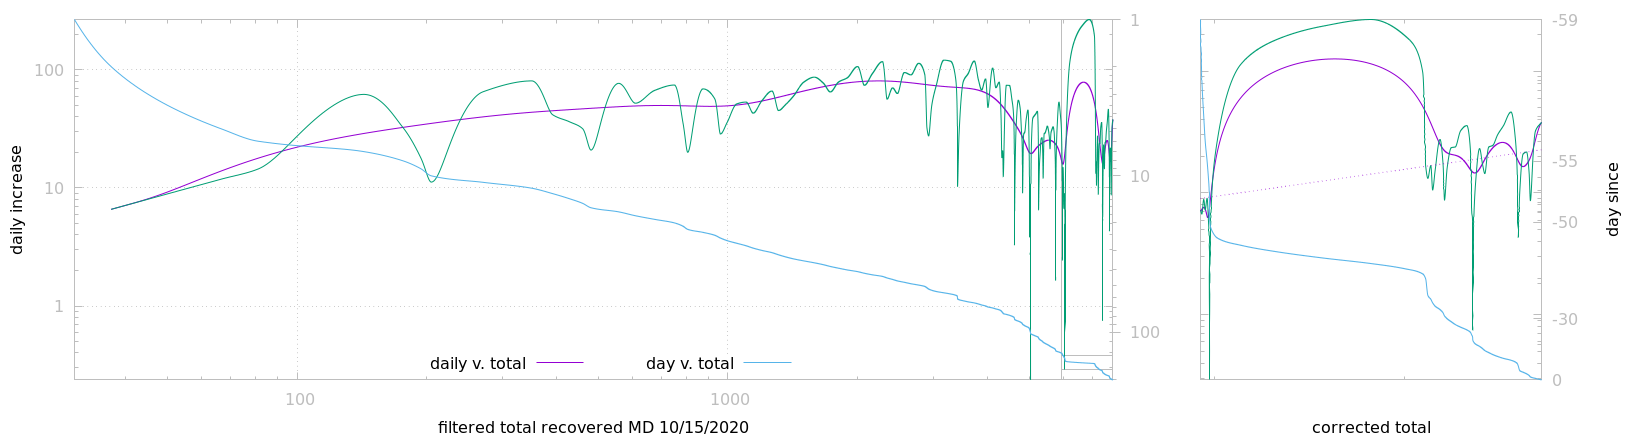 daily increase
100
10
1
100
1000
1
10
100
daily v. total
day v. total
filtered total recovered MD 10/15/2020
-59
-55
-50
-30
0
day since
corrected total